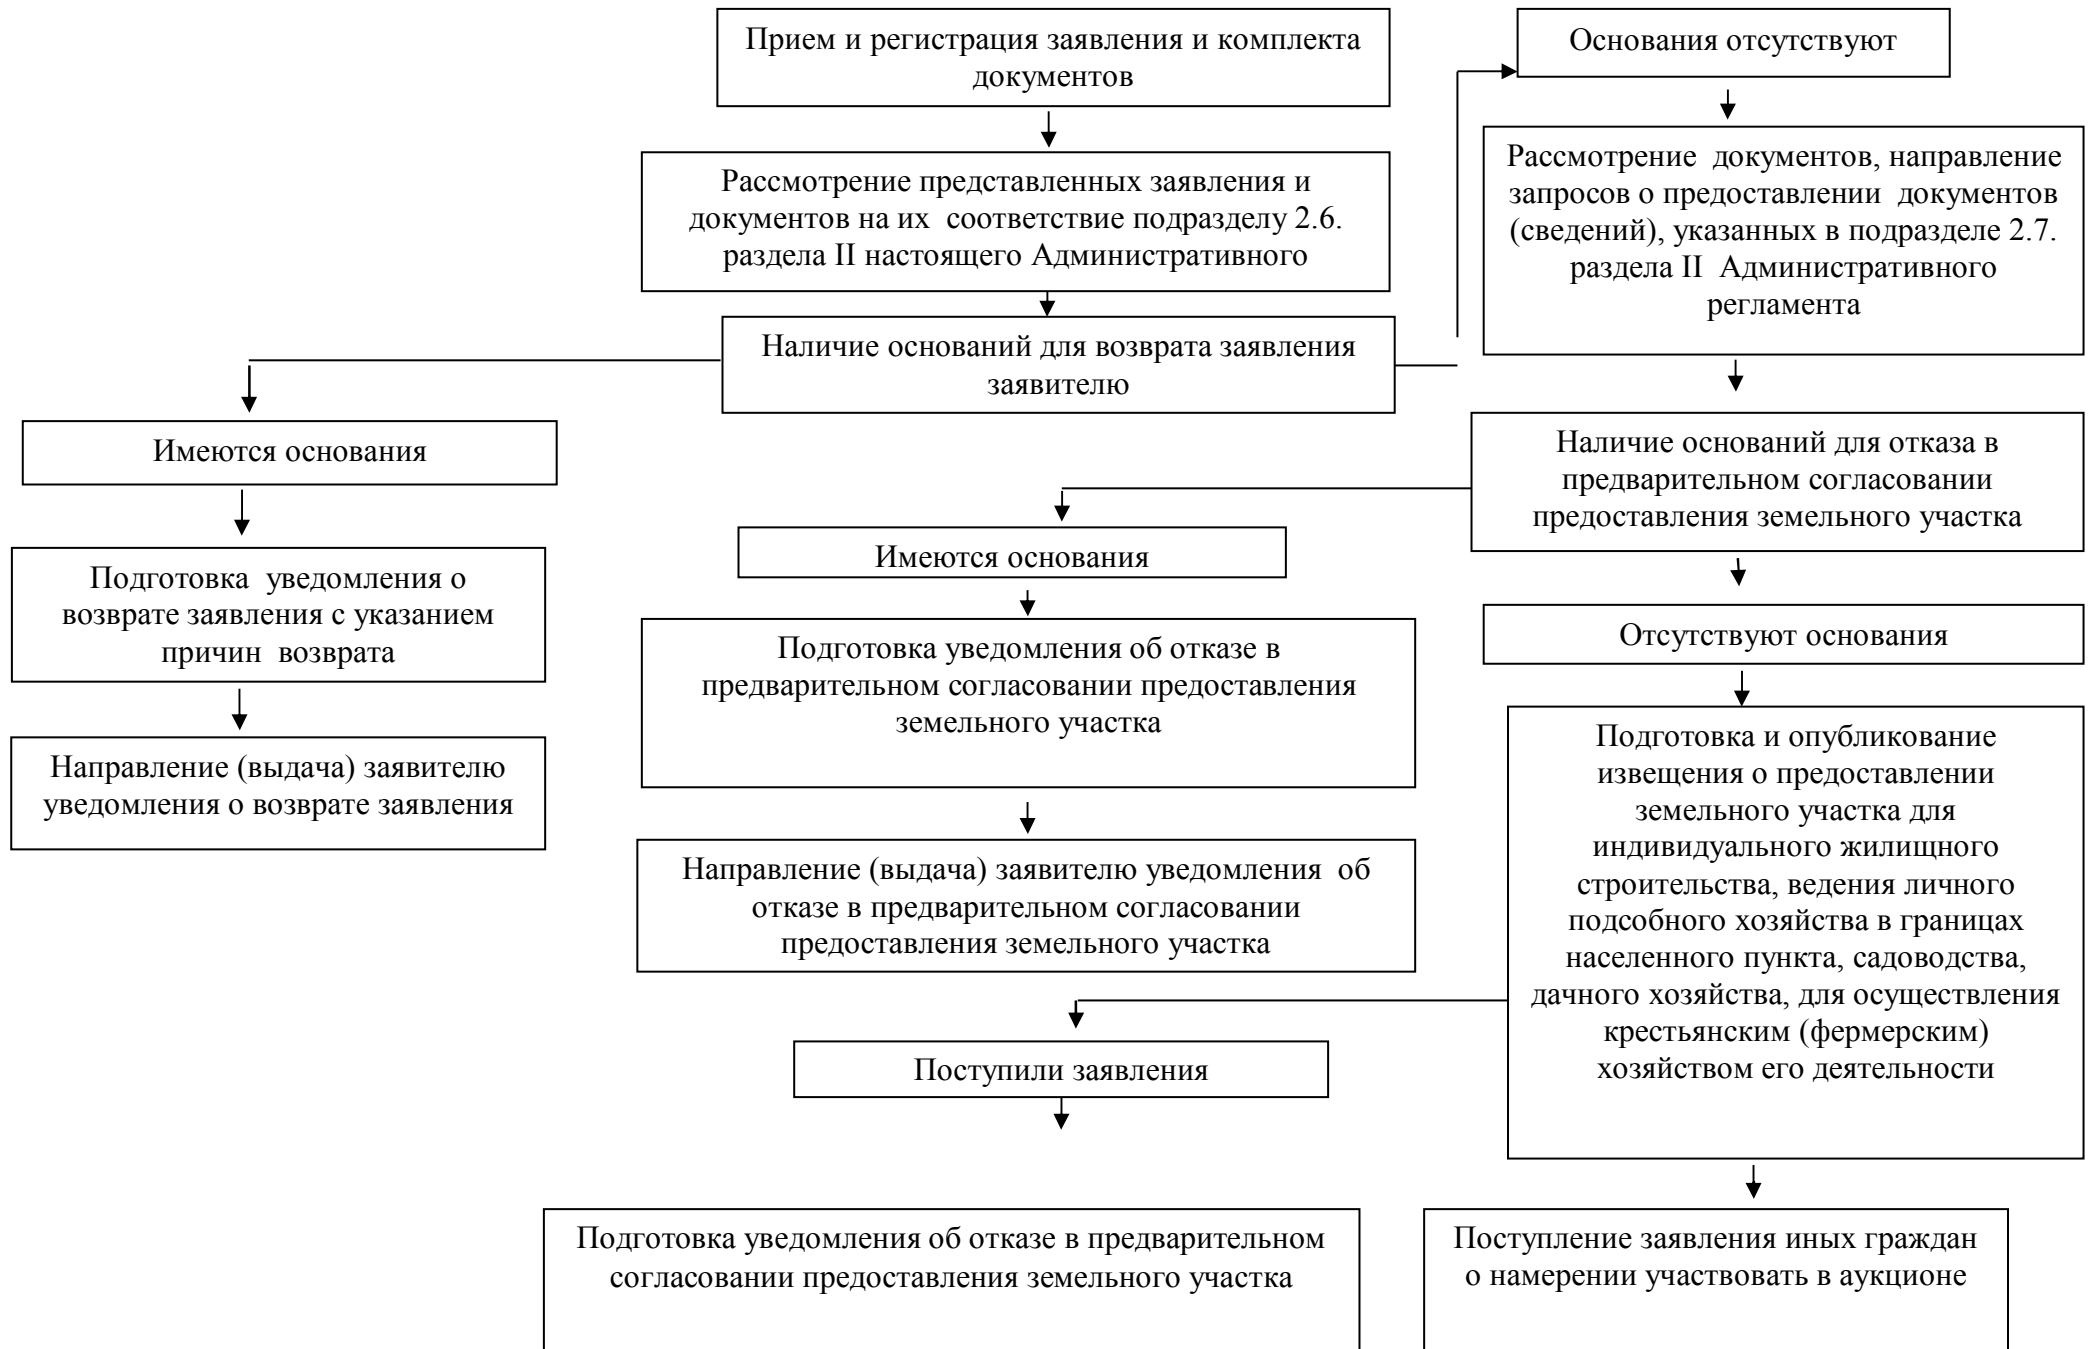 Прием и регистрация заявления и комплекта
документов
Рассмотрение представленных заявления и
документов на их соответствие подразделу 2.6.
раздела II настоящего Административного
Наличие оснований для возврата заявления
заявителю
Имеются основания
Подготовка уведомления о
возврате заявления с указанием
причин возврата
Направление (выдача) заявителю
уведомления о возврате заявления
Основания отсутствуют
Рассмотрение документов, направление
запросов о предоставлении документов
(сведений), указанных в подразделе 2.7.
раздела II Административного
регламента
Наличие оснований для отказа в
предварительном согласовании
предоставления земельного участка
Имеются основания
Подготовка уведомления об отказе в
предварительном согласовании предоставления
земельного участка
Направление (выдача) заявителю уведомления об
отказе в предварительном согласовании
предоставления земельного участка
Отсутствуют основания
Подготовка и опубликование
извещения о предоставлении
земельного участка для
индивидуального жилищного
строительства, ведения личного
подсобного хозяйства в границах
населенного пункта, садоводства,
дачного хозяйства, для осуществления
крестьянским (фермерским)
хозяйством его деятельности
Поступили заявления
Подготовка уведомления об отказе в предварительном
согласовании предоставления земельного участка
Поступление заявления иных граждан
о намерении участвовать в аукционе